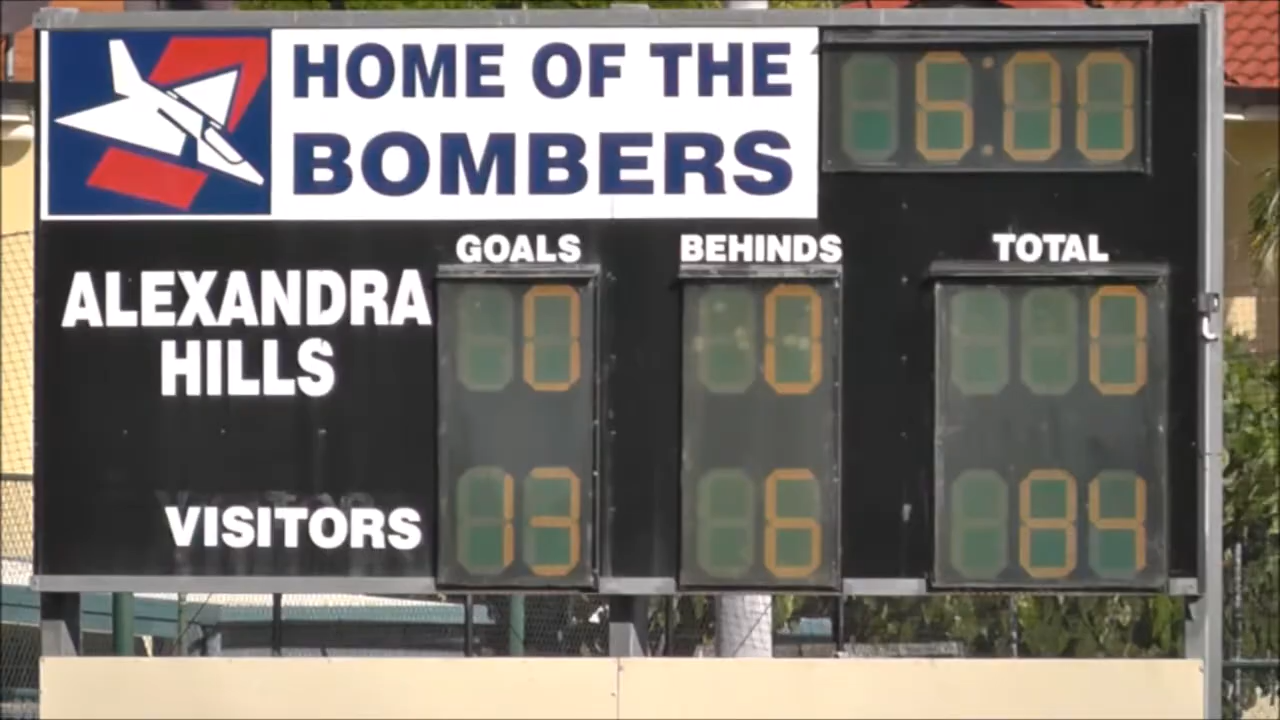 HOME OF THE
BOMBERS
6:00
GOALS BEHINDS TOTAL
ALEXANDRA
HILLS
0 0 0
VISITORS 13 6 84